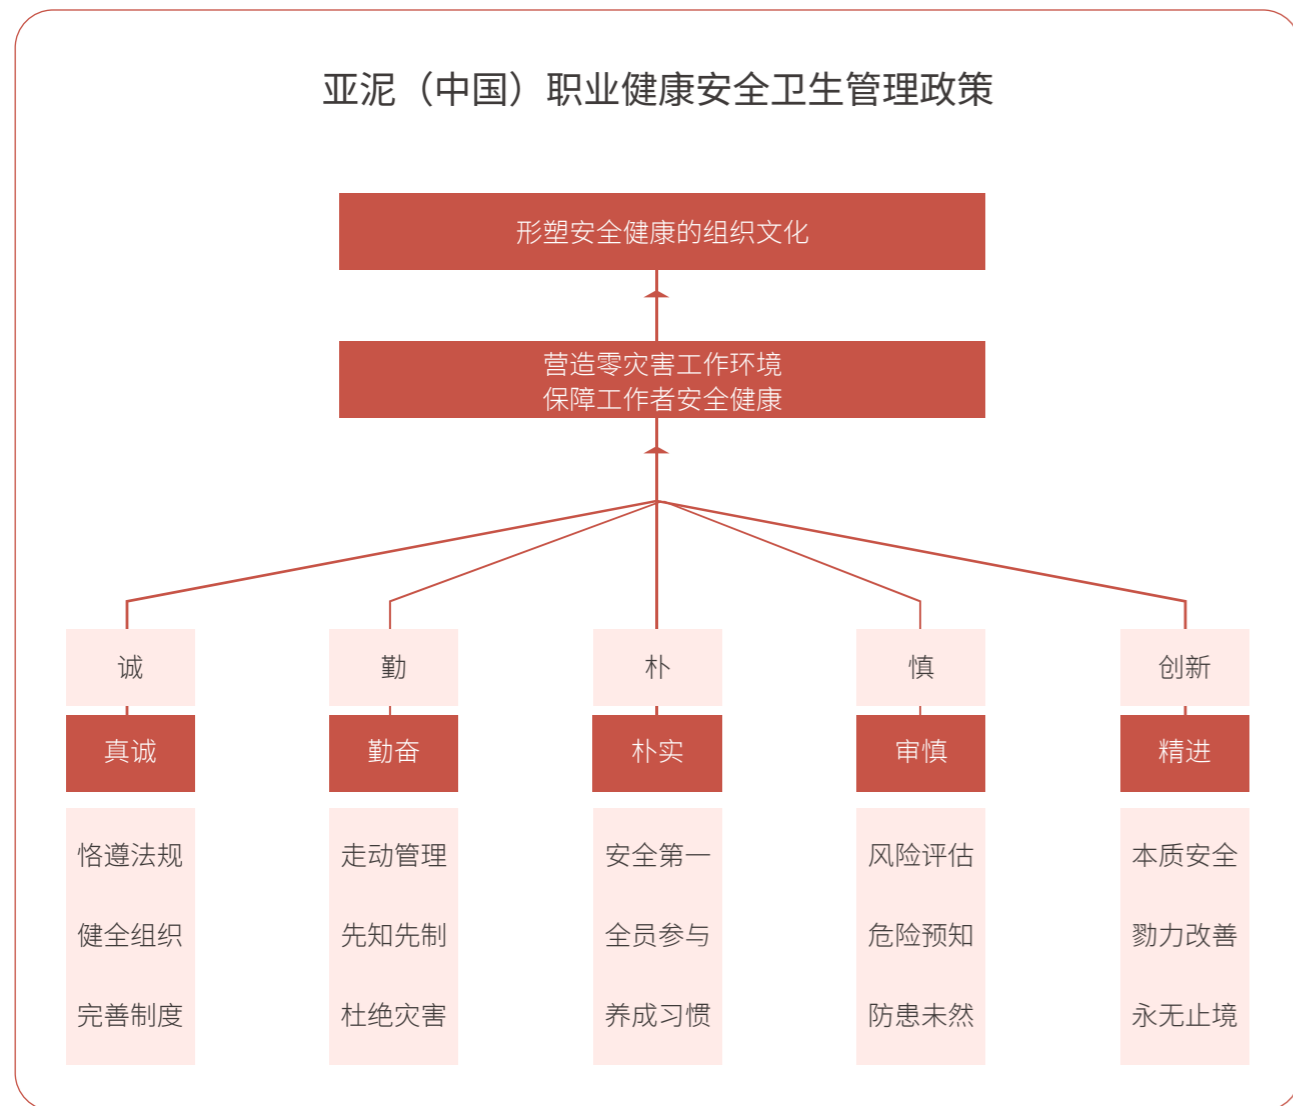 亚泥（中国）职业健康安全卫生管理政策
形塑安全健康的组织文化
营造零灾害工作环境
保障工作者安全健康
诚
勤
朴
慎
创新
真诚
勤奋
朴实
审慎
精进
恪遵法规
走动管理
安全第一
风险评估
本质安全
健全组织
先知先制
全员参与
危险预知
勠力改善
完善制度
杜绝灾害
养成习惯
防患未然
永无止境